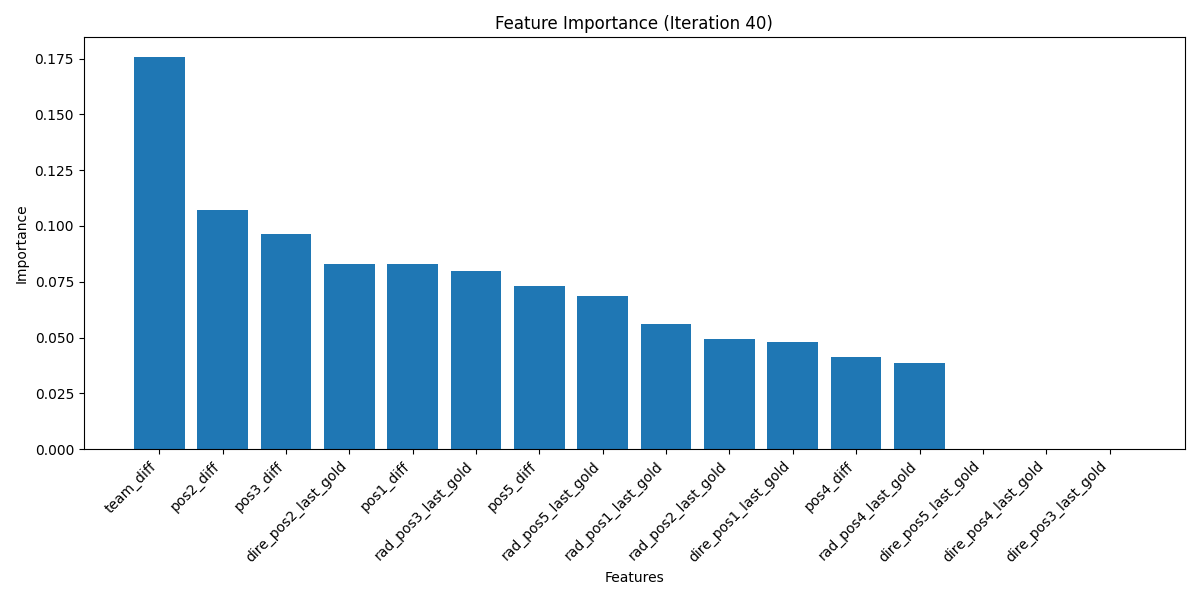 Feature Importance (Iteration 40)
Importance
0.175
0.150
0.125
0.100
0.075
0.050
0.025
0.000
team_diff
pos2_diff
pos3_diff
dire_pos2_last_gold
pos1_diff
rad_pos3_last_gold
pos5_diff
rad_pos5_last_gold
rad_pos1_last_gold
rad_pos2_last_gold
dire_pos1_last_gold
pos4_diff
rad_pos4_last_gold
dire_pos5_last_gold
dire_pos4_last_gold
dire_pos3_last_gold
Features